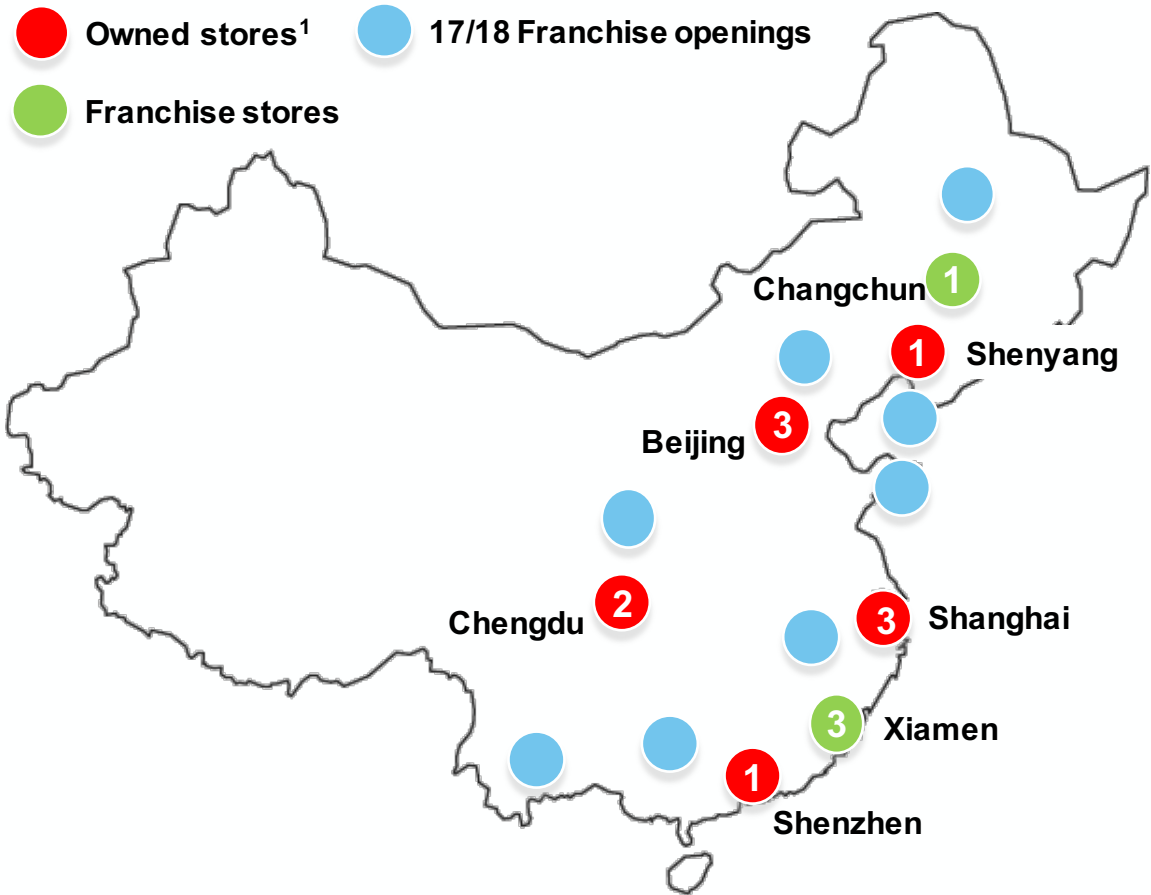 Owned stores¹
17/18 Franchise openings
Franchise stores
Changchun
1
1
Shenyang
3
Beijing
2
Chengdu
3
Shanghai
3
Xiamen
1
Shenzhen